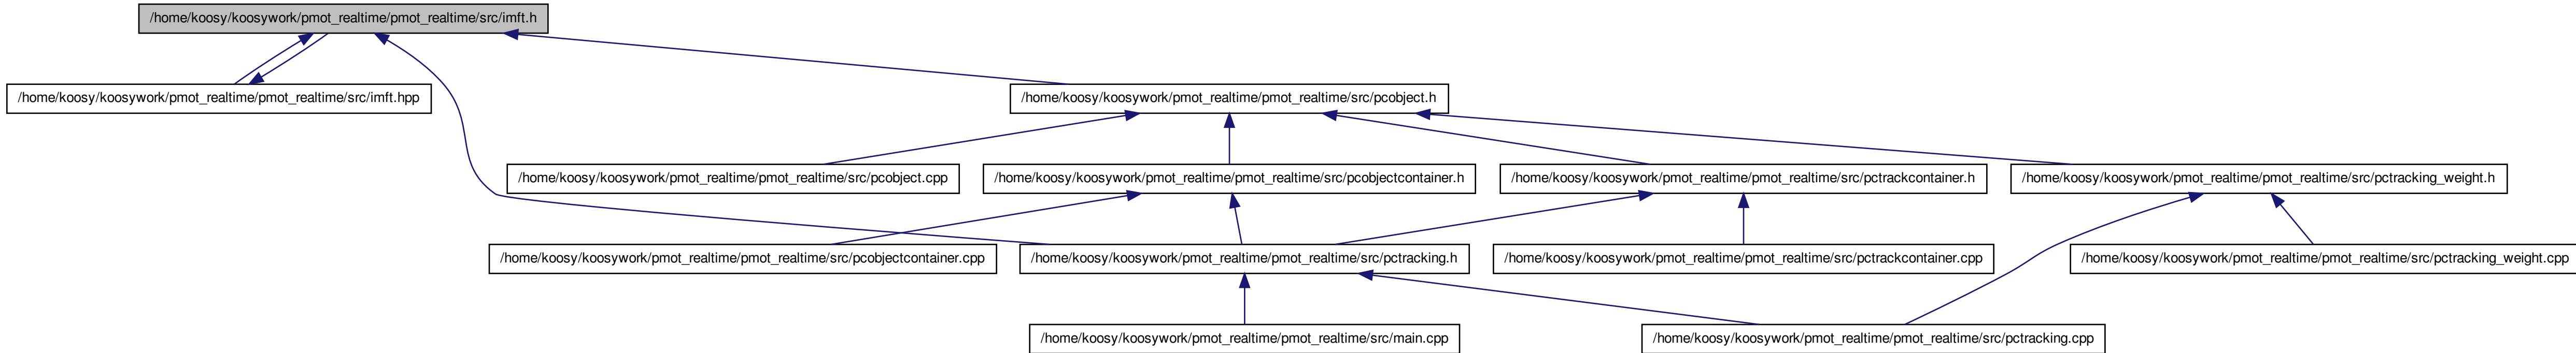 /home/koosy/koosywork/pmot_realtime/pmot_realtime/src/imft.h
/home/koosy/koosywork/pmot_realtime/pmot_realtime/src/imft.hpp
/home/koosy/koosywork/pmot_realtime/pmot_realtime/src/pcobject.h
/home/koosy/koosywork/pmot_realtime/pmot_realtime/src/pcobject.cpp
/home/koosy/koosywork/pmot_realtime/pmot_realtime/src/pcobjectcontainer.h
/home/koosy/koosywork/pmot_realtime/pmot_realtime/src/pctrackcontainer.h
/home/koosy/koosywork/pmot_realtime/pmot_realtime/src/pctracking_weight.h
/home/koosy/koosywork/pmot_realtime/pmot_realtime/src/pcobjectcontainer.cpp
/home/koosy/koosywork/pmot_realtime/pmot_realtime/src/pctracking.h
/home/koosy/koosywork/pmot_realtime/pmot_realtime/src/pctrackcontainer.cpp
/home/koosy/koosywork/pmot_realtime/pmot_realtime/src/pctracking_weight.cpp
/home/koosy/koosywork/pmot_realtime/pmot_realtime/src/main.cpp
/home/koosy/koosywork/pmot_realtime/pmot_realtime/src/pctracking.cpp